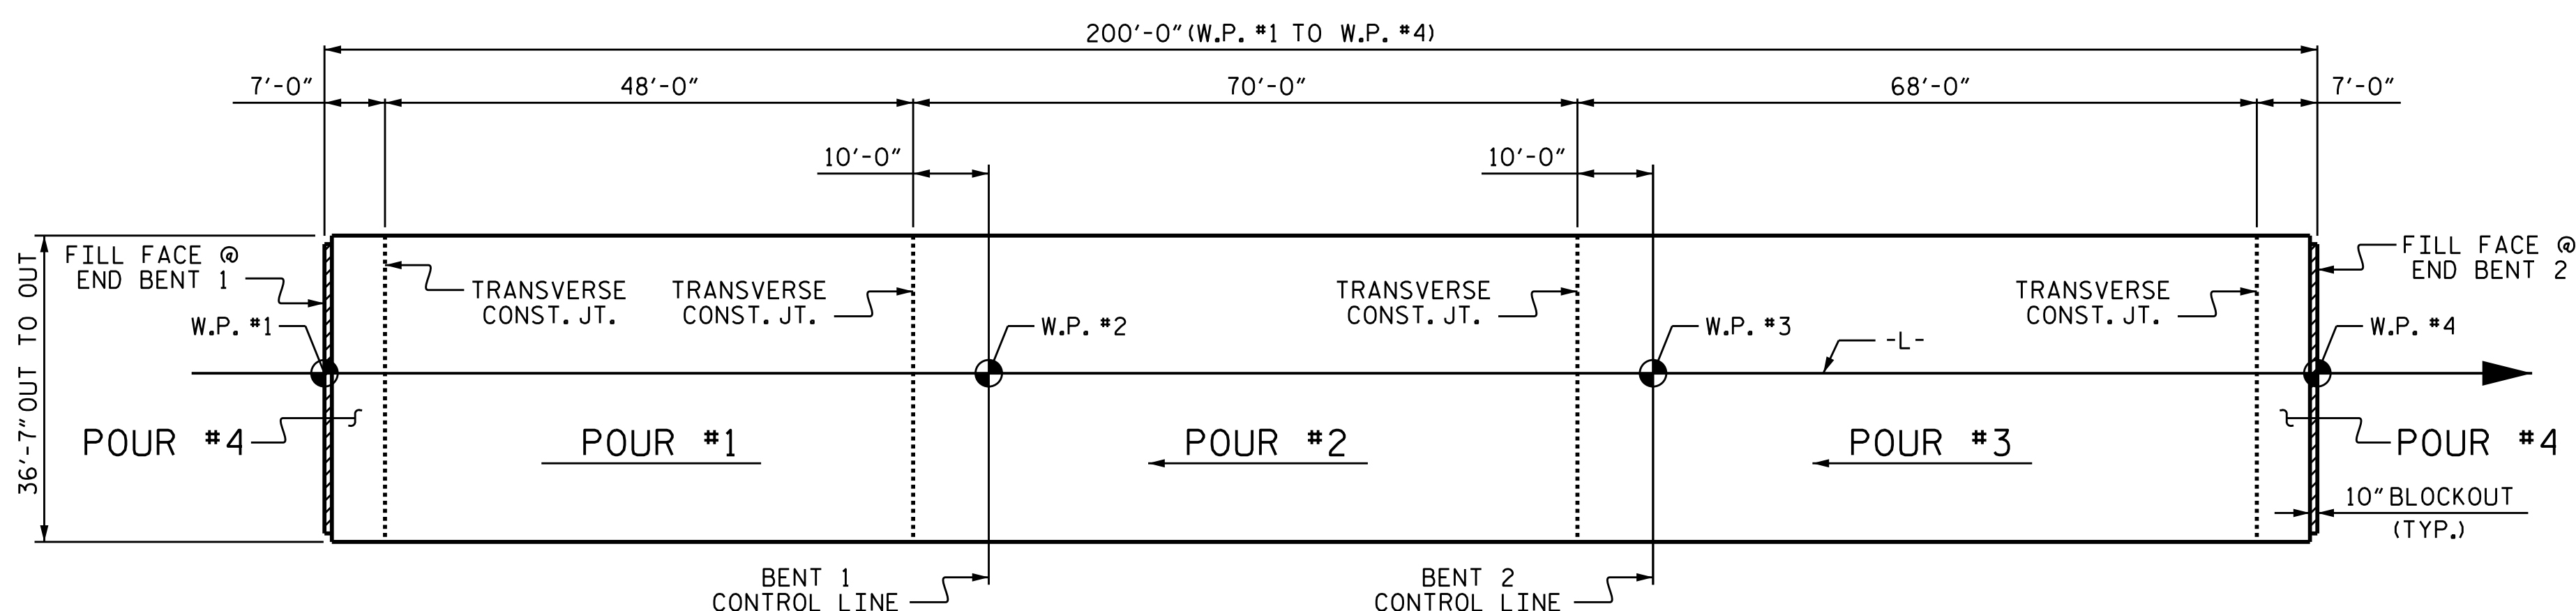 200'-0" (W.P. #1 TO W.P. #4)
7'-0"
48'-0"
70'-0"
68'-0"
7'-0"
10'-0"
10'-0"
36'-7" OUT TO OUT
FILL FACE @
END BENT 1
TRANSVERSE
CONST. JT.
TRANSVERSE
CONST. JT.
TRANSVERSE
CONST. JT.
TRANSVERSE
CONST. JT.
FILL FACE @
END BENT 2
W.P. #1
W.P. #2
W.P. #3
-L-
W.P. #4
POUR #4
POUR #1
POUR #2
POUR #3
POUR #4
10" BLOCKOUT
(TYP.)
BENT 1
CONTROL LINE
BENT 2
CONTROL LINE